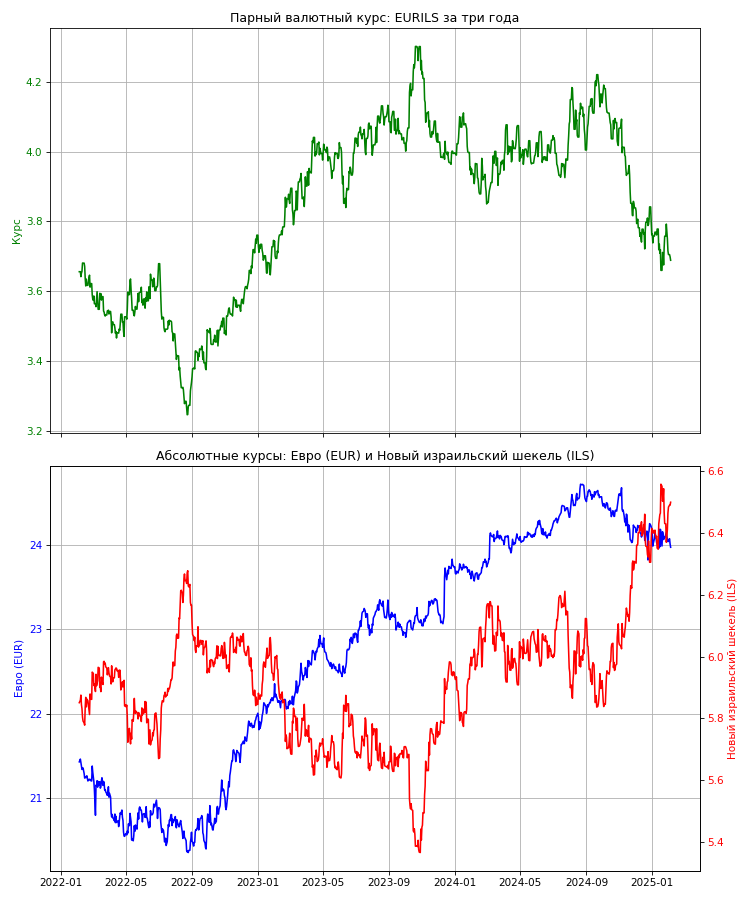 Парный валютный курс: EURILS за три года
4.2
4.0
3.8
3.6
3.4
3.2
Курс
Абсолютные курсы: Евро (EUR) и Новый израильский шекель (ILS)
24
23
22
21
Евро (EUR)
6.6
6.4
6.2
6.0
5.8
5.6
5.4
Новый израильский шекель (ILS)
2022-01 2022-05 2022-09 2023-01 2023-05 2023-09 2024-01 2024-05 2024-09 2025-01